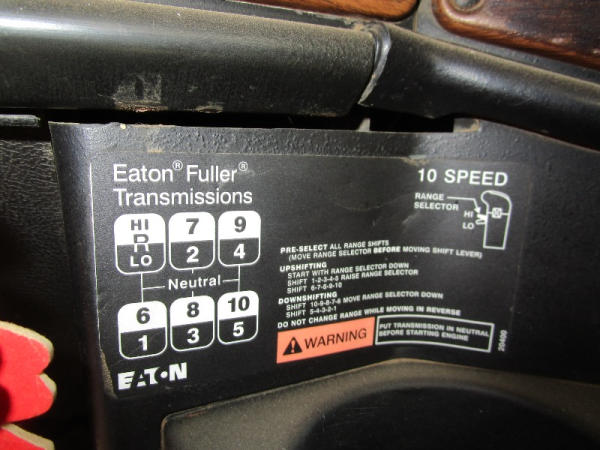 Eaton® Fuller®
Transmissions
10 SPEED
RANGE
SELECTOR
HI
LO
HI 7 9
R
LO 2 4
Neutral
6 8 10
1 3 5
EATON
PRE-SELECT ALL RANGE SHIFTS
(MOVE RANGE SELECTOR BEFORE MOVING SHIFT LEVER)
UPSHIFTING
START WITH RANGE SELECTOR DOWN
SHIFT 1-2-3-4-5 RAISE RANGE SELECTOR
SHIFT 6-7-8-9-10
DOWNSHIFTING
SHIFT 10-9-8-7-6 MOVE RANGE SELECTOR DOWN
SHIFT 5-4-3-2-1
DO NOT CHANGE RANGE WHILE MOVING IN REVERSE
WARNING
PUT TRANSMISSION IN NEUTRAL
BEFORE STARTING ENGINE
20400